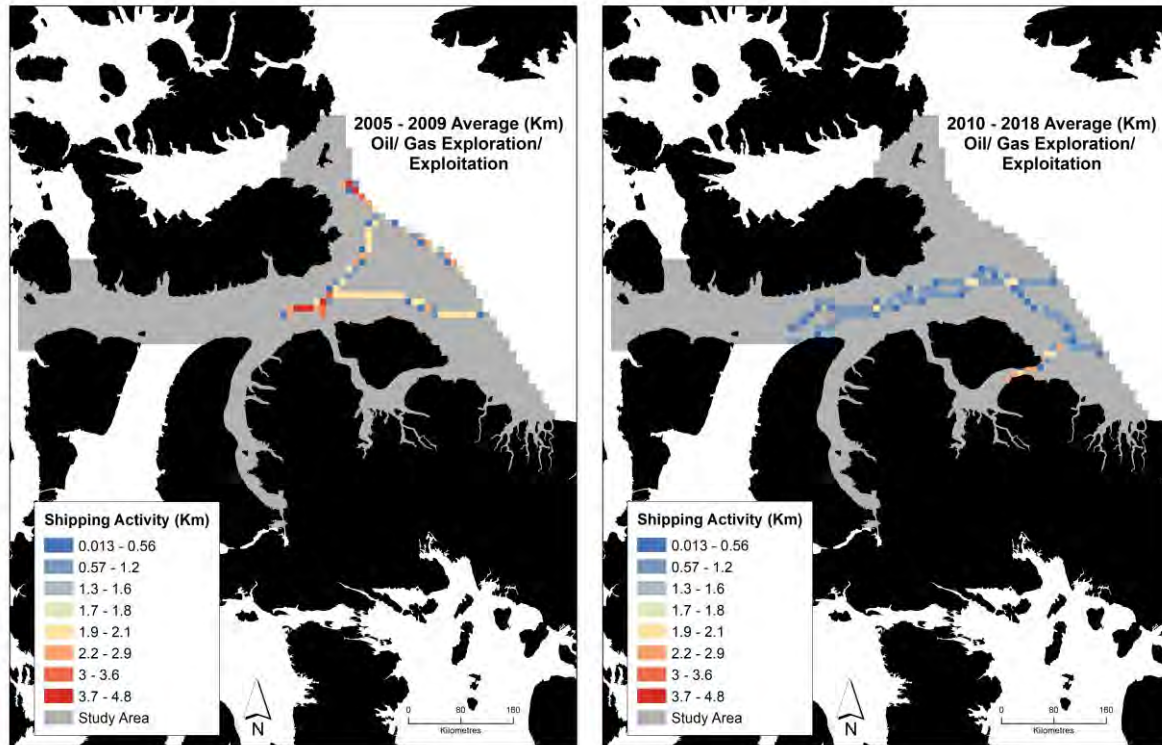 2005 - 2009 Average (Km)
Oil/ Gas Exploration/
Exploitation
Shipping Activity (Km)
0.013 - 0.56
0.57 - 1.2
1.3 - 1.6
1.7 - 1.8
1.9 - 2.1
2.2 - 2.9
3 - 3.6
3.7 - 4.8
Study Area
N
0 80 160
Kilometres
2010 - 2018 Average (Km)
Oil/ Gas Exploration/
Exploitation
Shipping Activity (Km)
0.013 - 0.56
0.57 - 1.2
1.3 - 1.6
1.7 - 1.8
1.9 - 2.1
2.2 - 2.9
3 - 3.6
3.7 - 4.8
Study Area
N
0 80 160
Kilometres